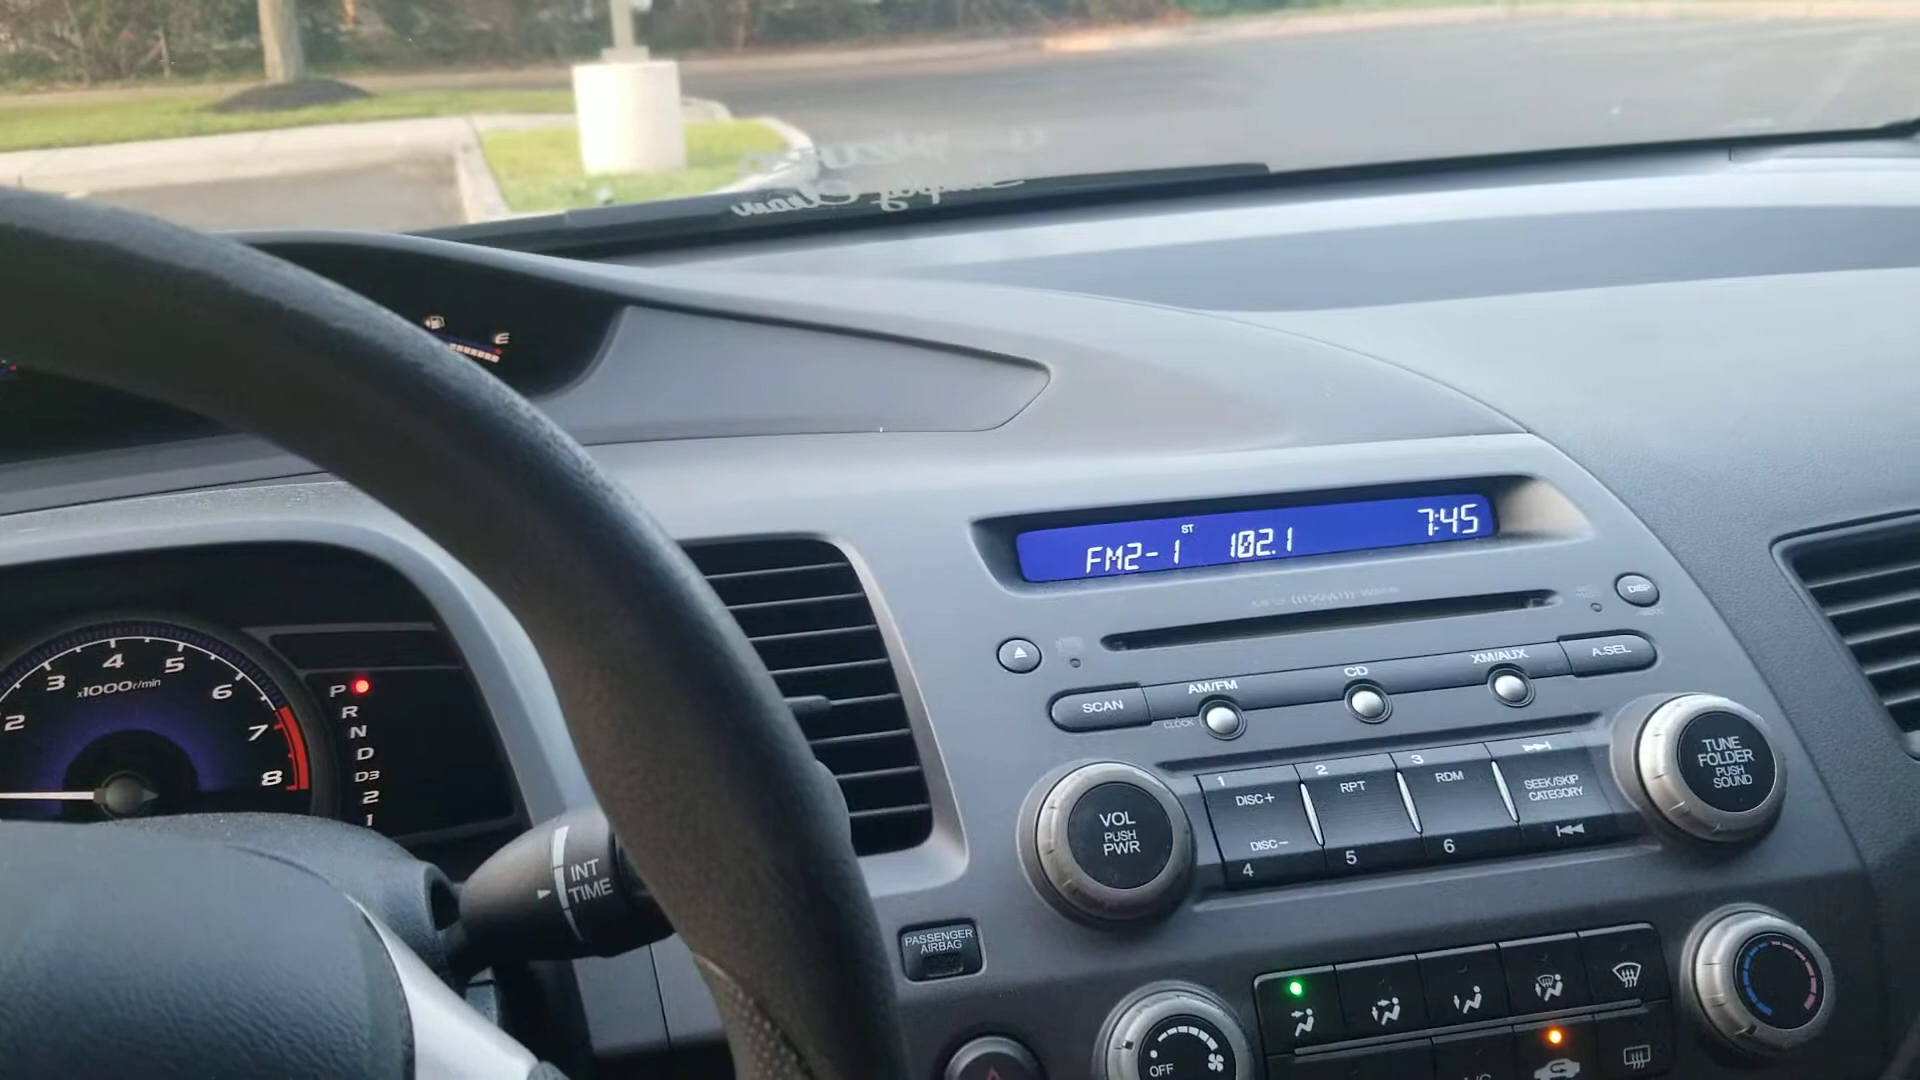 E
FM2-1 ST 102.1 7:45
DISP
SCAN AM/FM CD XM/AUX A.SEL
CLOCK
2 3 4 5 6 7 8
x1000r/min
P
R
N
D
D3
2
1
INT
TIME
VOL
PUSH
PWR
1 2 3
DISC+ RPT RDM SEEK/SKIP
CATEGORY
DISC-
4 5 6
TUNE
FOLDER
PUSH
SOUND
PASSENGER
AIRBAG
OFF